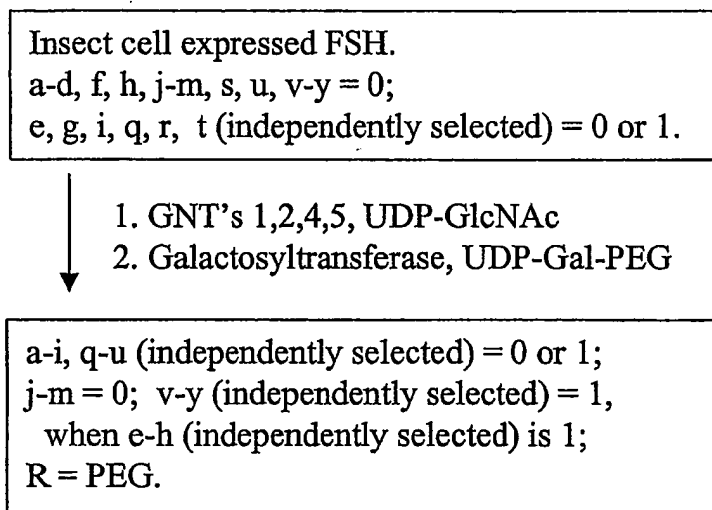 Insect cell expressed FSH.
a-d, f, h, j-m, s, u, v-y = 0;
e, g, i, q, r, t (independently selected) = 0 or 1.
1. GNT's 1,2,4,5, UDP-GlcNAc
2. Galactosyltransferase, UDP-Gal-PEG
a-i, q-u (independently selected) = 0 or 1;
j-m = 0; v-y (independently selected) = 1,
when e-h (independently selected) is 1;
R = PEG.